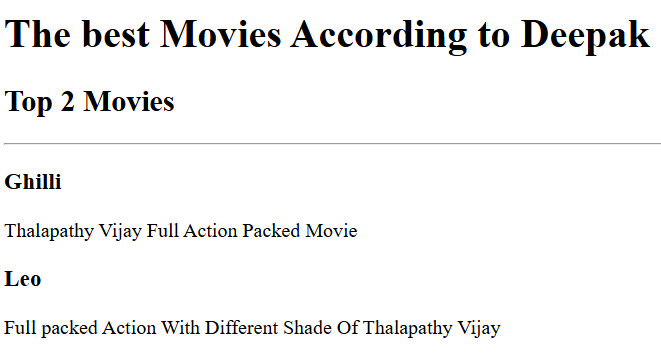 The best Movies According to Deepak
Top 2 Movies
Ghilli
Thalapathy Vijay Full Action Packed Movie
Leo
Full packed Action With Different Shade Of Thalapathy Vijay